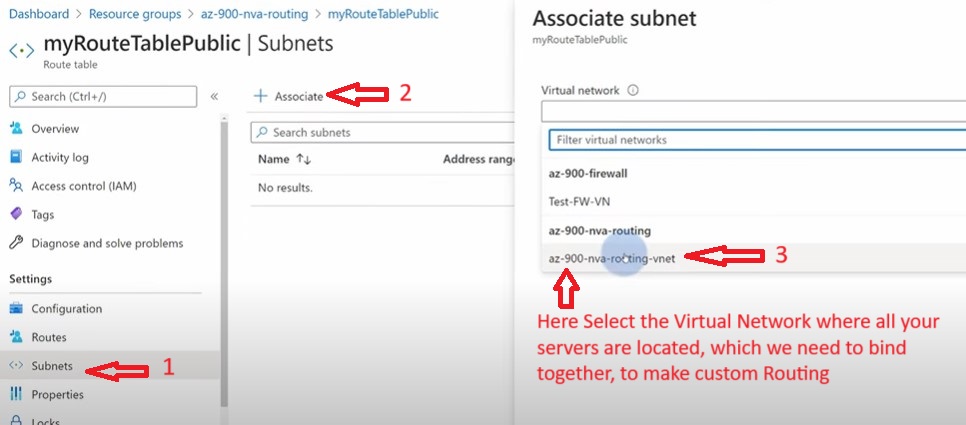 Dashboard > Resource groups > az-900-nva-routing > myRouteTablePublic
myRouteTablePublic | Subnets
Route table
Search (Ctrl+/)
«
Overview
Activity log
Access control (IAM)
Tags
Diagnose and solve problems
Settings
Configuration
Routes
Subnets
1
Properties
Locks
+ Associate
2
Search subnets
Name ↑↓
Address range
No results.
Associate subnet
myRouteTablePublic
Virtual network
Filter virtual networks
az-900-firewall
Test-FW-VN
az-900-nva-routing
az-900-nva-routing-vnet
3
Here Select the Virtual Network where all your
servers are located, which we need to bind
together, to make custom Routing